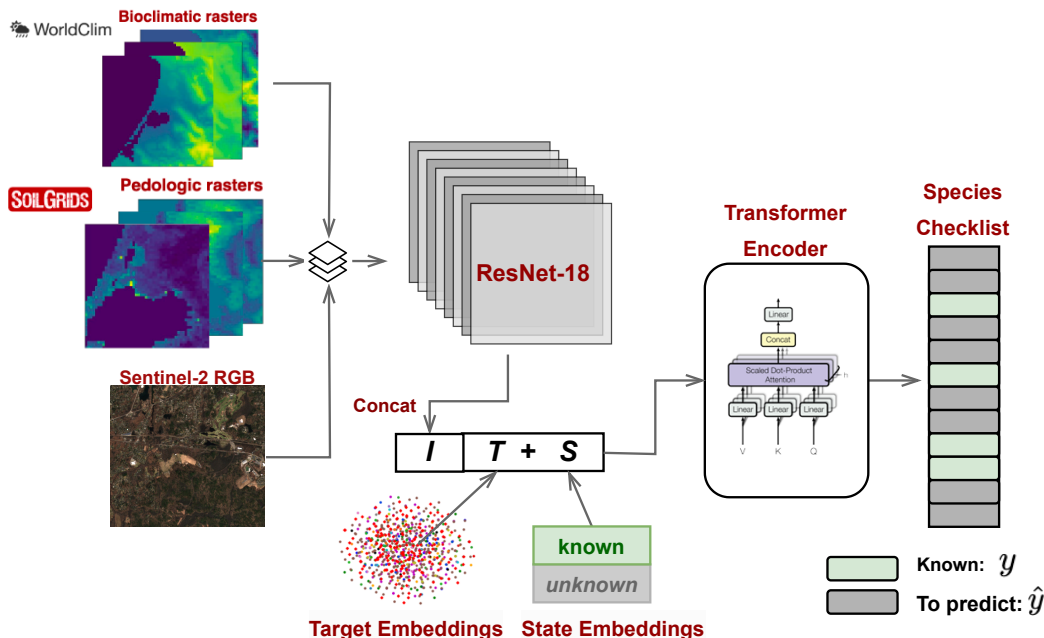 WorldClim
Bioclimatic rasters
SOILGRIDS
Pedologic rasters
Sentinel-2 RGB
ResNet-18
Concat
I T + S
Target Embeddings
known
unknown
State Embeddings
Transformer
Encoder
Linear
Concat
Scaled Dot-Product
Attention
h
Linear Linear Linear
V K Q
Species
Checklist
Known: y
To predict: ŷ